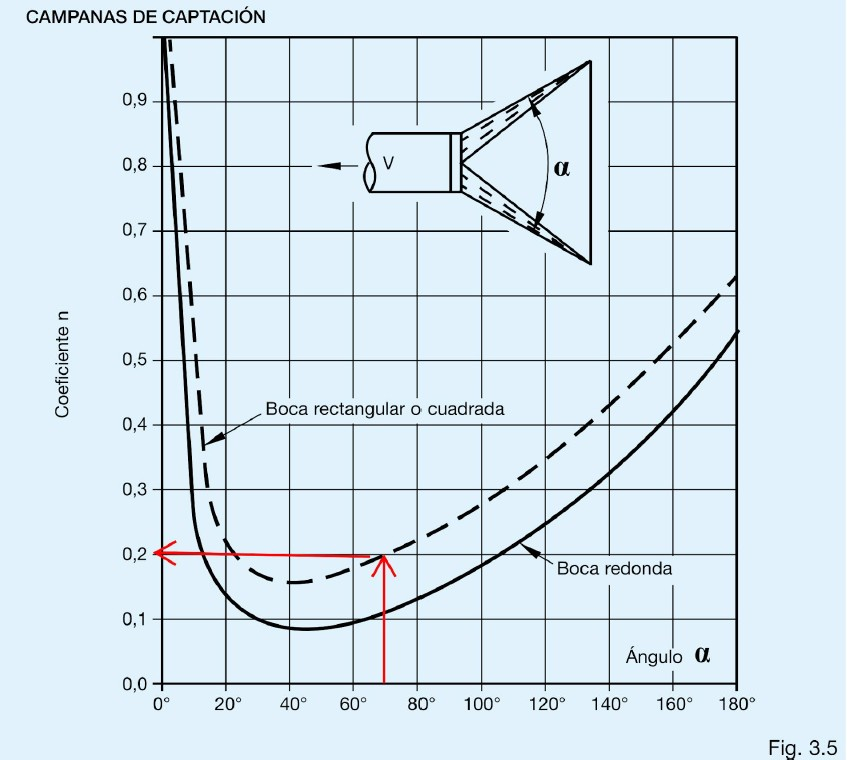 CAMPANAS DE CAPTACIÓN
0,9
0,8
0,7
0,6
0,5
0,4
0,3
0,2
0,1
0,0
Coeficiente n
V
α
Boca rectangular o cuadrada
Boca redonda
Ángulo α
0° 20° 40° 60° 80° 100° 120° 140° 160° 180°
Fig. 3.5